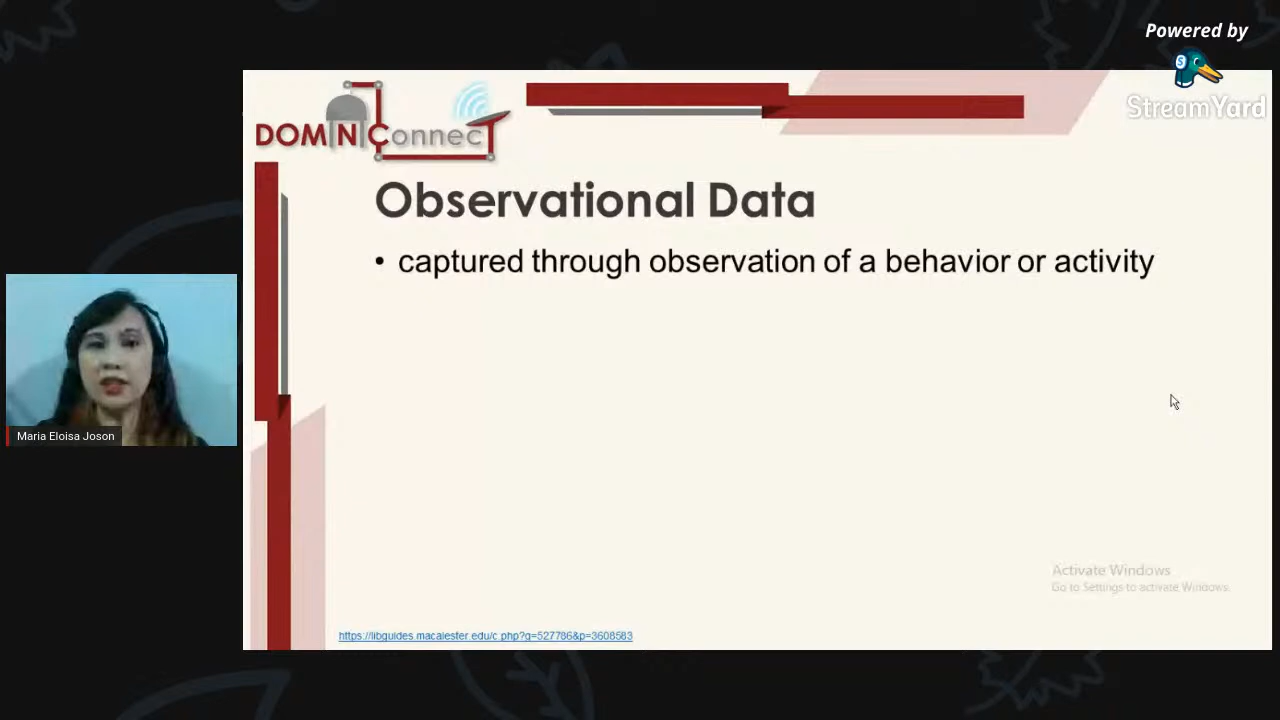 Powered by
StreamYard
DOMINIConnecT
Observational Data
• captured through observation of a behavior or activity
Maria Eloisa Joson
Activate Windows
Go to Settings to activate Windows.
https://libguides.macalester.edu/c.php?g=527786&p=3608583